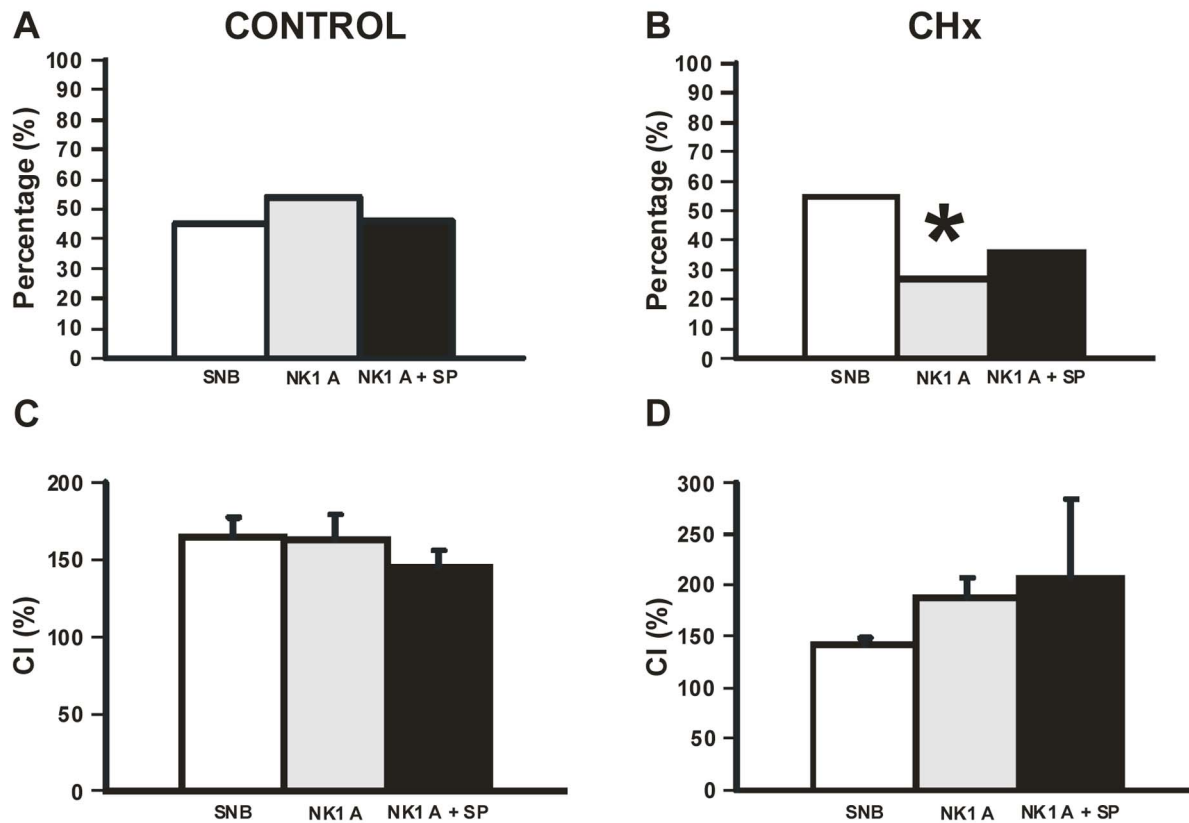 A CONTROL
B CHx
Percentage (%)
100
90
80
70
60
50
40
30
20
10
0
SNB NK1 A NK1 A + SP
Percentage (%)
100
90
80
70
60
50
40
30
20
10
0
*
SNB NK1 A NK1 A + SP
C
CI (%)
200
150
100
50
0
SNB NK1 A NK1 A + SP
D
CI (%)
300
250
200
150
100
50
0
SNB NK1 A NK1 A + SP